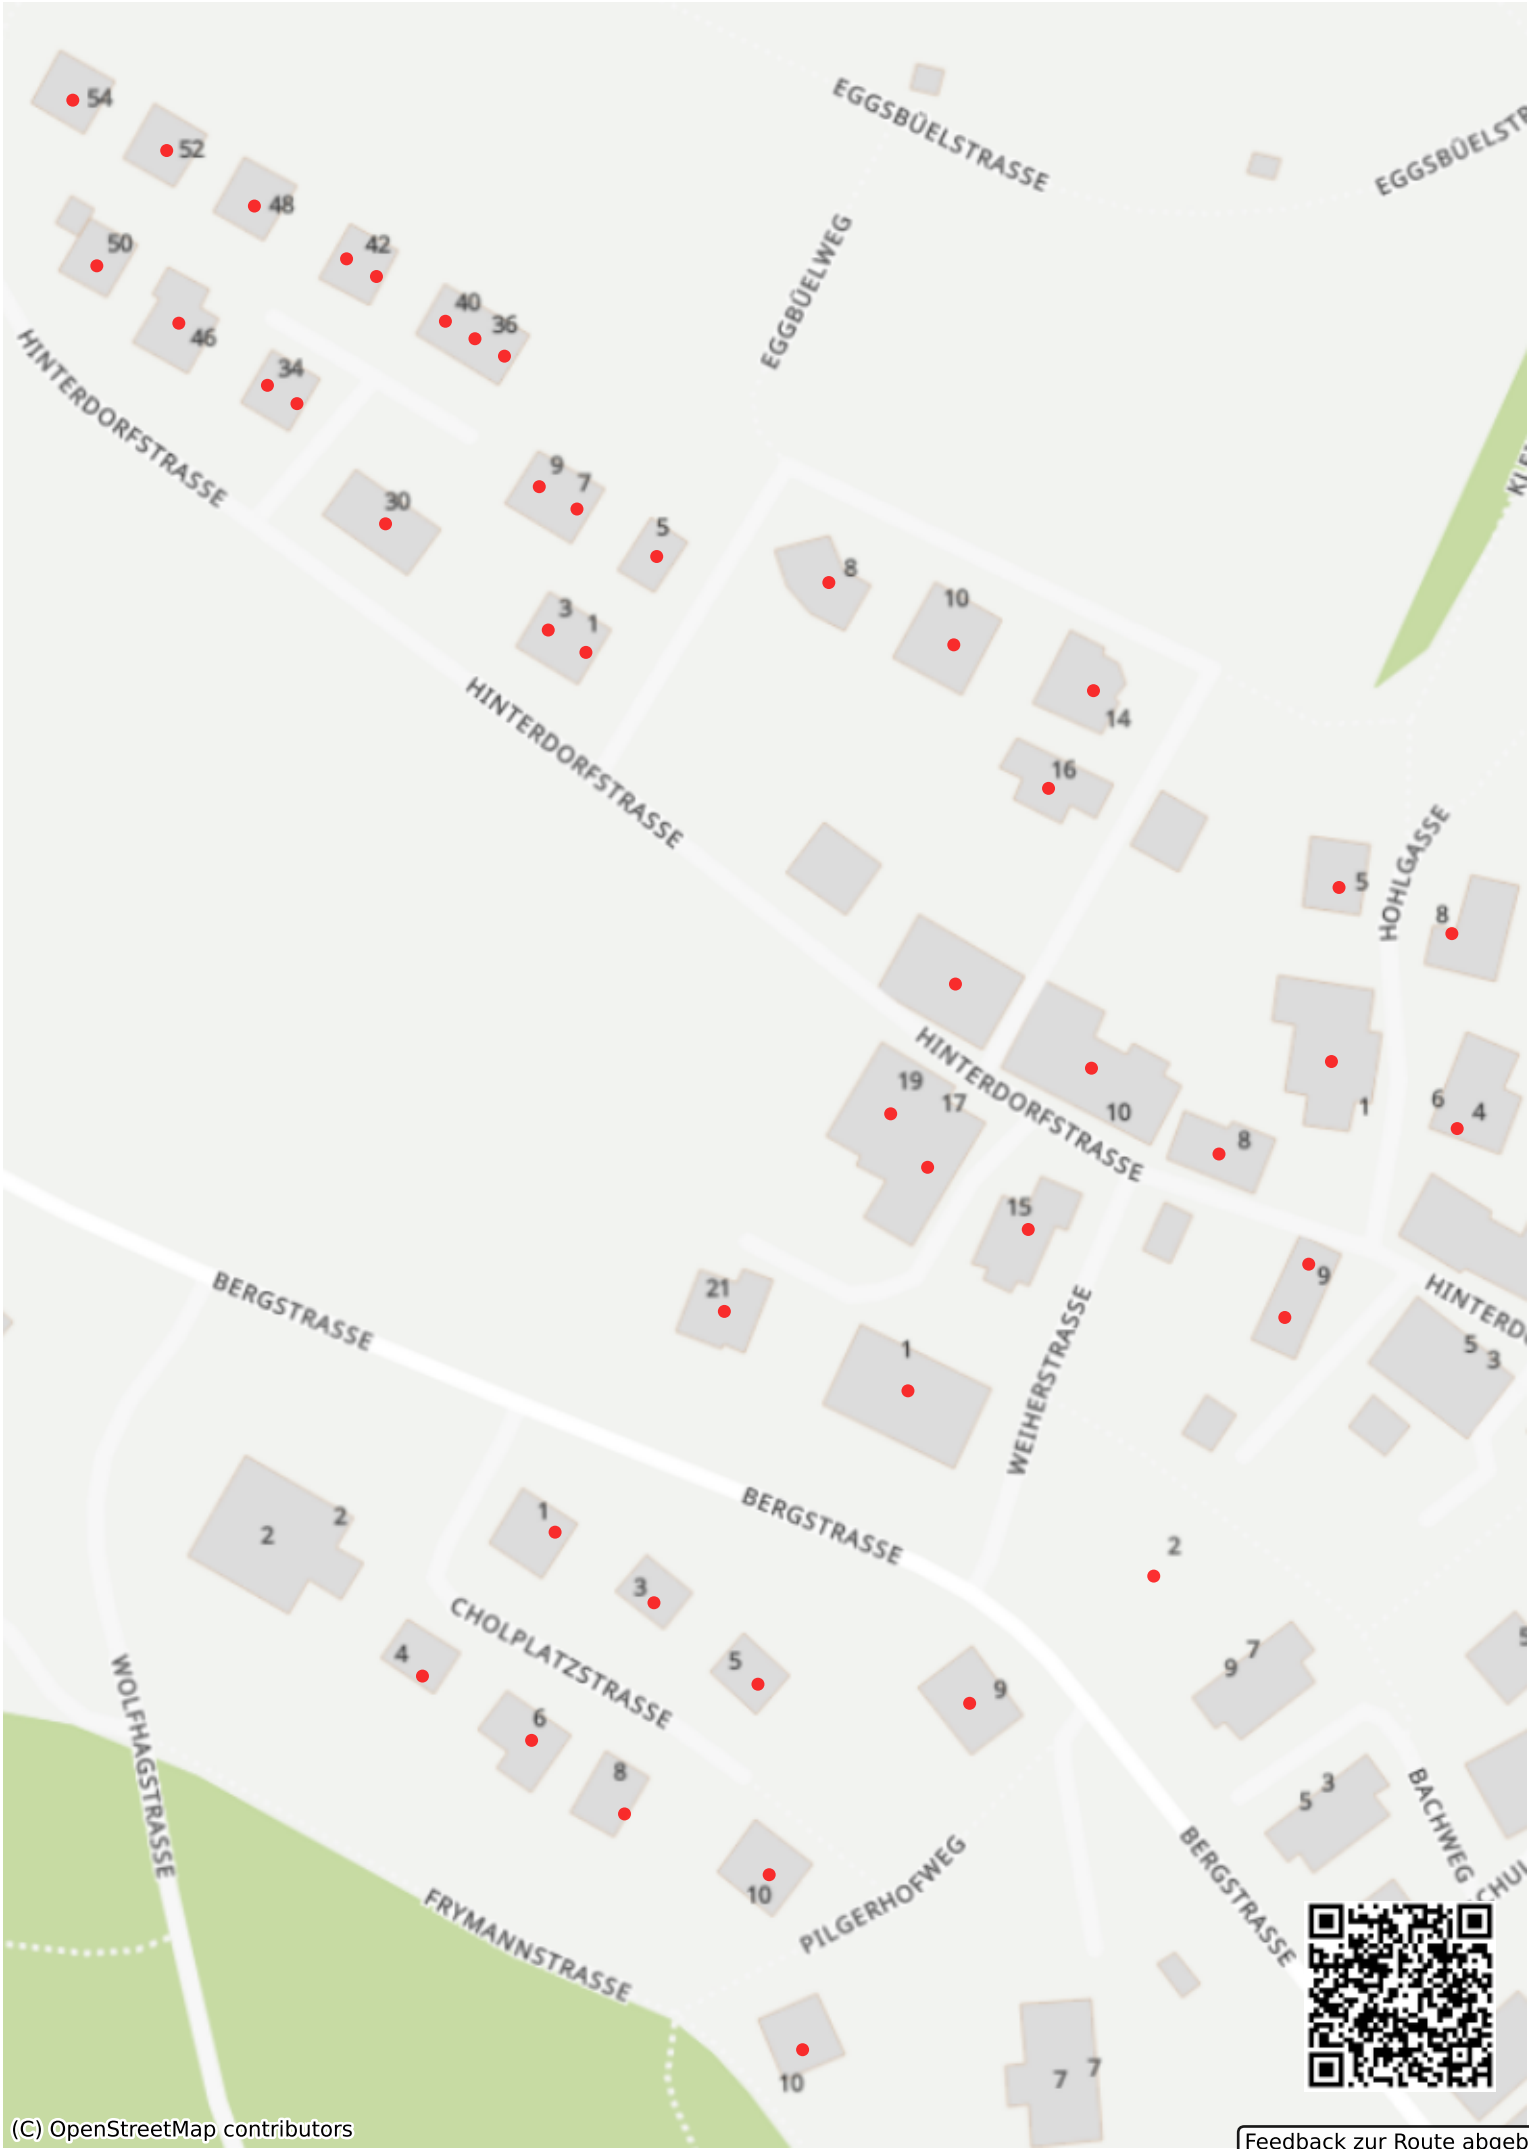 EGGSBÜELSTRASSE
EGGSBÜELSTR
54
52
48
50
42
EGGBÜELWEG
46
40
36
34
HINTERDORFSTRASSE
9
7
30
5
8
10
3
1
14
HINTERDORFSTRASSE
16
HOHLGASSE
5
8
HINTERDORFSTRASSE
19
17
10
1
6
4
8
15
9
21
BERGSTRASSE
HINTERDO
1
WEIHERSTRASSE
5
3
BERGSTRASSE
2
2
1
2
3
CHOLPLATZSTRASSE
4
5
7
9
9
WOLFHAGSTRASSE
6
8
3
5
BACHWEG
10
PILGERHOFWEG
BERGSTRASSE
FRYMANNSTRASSE
10
7
7
(C) OpenStreetMap contributors
Feedback zur Route abgeb